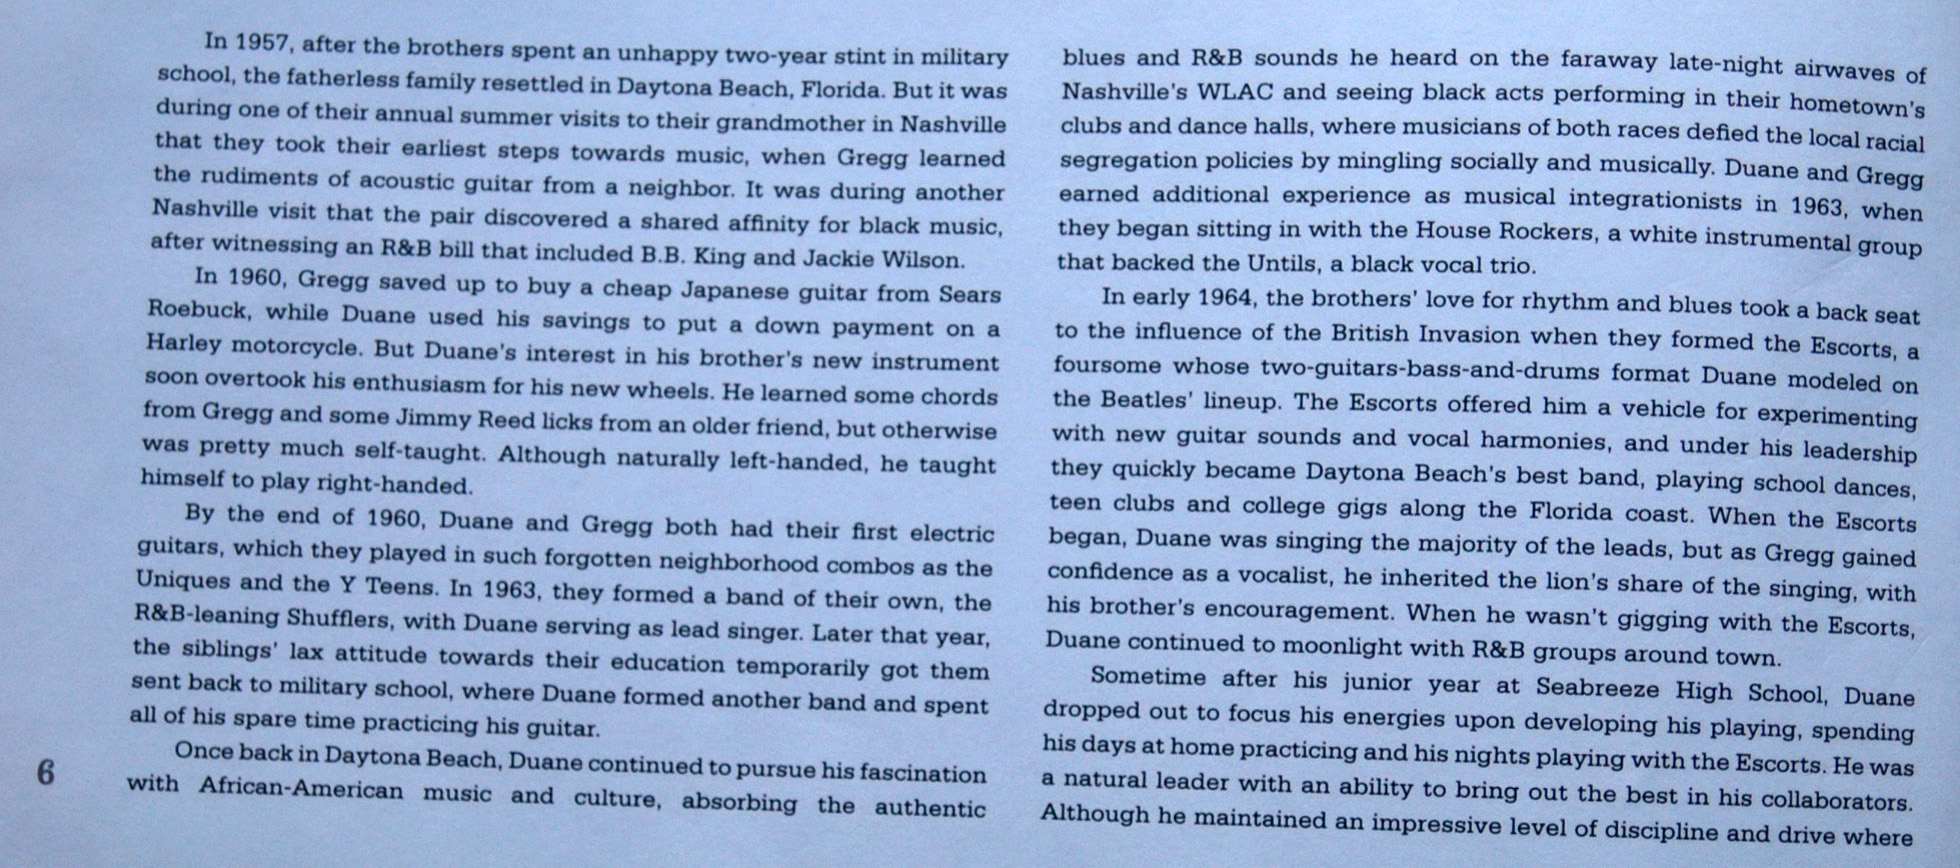 In 1957, after the brothers spent an unhappy two-year stint in military
school, the fatherless family resettled in Daytona Beach, Florida. But it was
during one of their annual summer visits to their grandmother in Nashville
that they took their earliest steps towards music, when Gregg learned
the rudiments of acoustic guitar from a neighbor. It was during another
Nashville visit that the pair discovered a shared affinity for black music,
after witnessing an R&B bill that included B.B. King and Jackie Wilson.
In 1960, Gregg saved up to buy a cheap Japanese guitar from Sears
Roebuck, while Duane used his savings to put a down payment on a
Harley motorcycle. But Duane's interest in his brother's new instrument
soon overtook his enthusiasm for his new wheels. He learned some chords
from Gregg and some Jimmy Reed licks from an older friend, but otherwise
was pretty much self-taught. Although naturally left-handed, he taught
himself to play right-handed.
By the end of 1960, Duane and Gregg both had their first electric
guitars, which they played in such forgotten neighborhood combos as the
Uniques and the Y Teens. In 1963, they formed a band of their own, the
R&B-leaning Shufflers, with Duane serving as lead singer. Later that year,
the siblings' lax attitude towards their education temporarily got them
sent back to military school, where Duane formed another band and spent
all of his spare time practicing his guitar.
Once back in Daytona Beach, Duane continued to pursue his fascination
with African-American music and culture, absorbing the authentic
6
blues and R&B sounds he heard on the faraway late-night airwaves of
Nashville's WLAC and seeing black acts performing in their hometown's
clubs and dance halls, where musicians of both races defied the local racial
segregation policies by mingling socially and musically. Duane and Gregg
earned additional experience as musical integrationists in 1963, when
they began sitting in with the House Rockers, a white instrumental group
that backed the Untils, a black vocal trio.
In early 1964, the brothers' love for rhythm and blues took a back seat
to the influence of the British Invasion when they formed the Escorts, a
foursome whose two-guitars-bass-and-drums format Duane modeled on
the Beatles' lineup. The Escorts offered him a vehicle for experimenting
with new guitar sounds and vocal harmonies, and under his leadership
they quickly became Daytona Beach's best band, playing school dances,
teen clubs and college gigs along the Florida coast. When the Escorts
began, Duane was singing the majority of the leads, but as Gregg gained
confidence as a vocalist, he inherited the lion's share of the singing, with
his brother's encouragement. When he wasn't gigging with the Escorts,
Duane continued to moonlight with R&B groups around town.
Sometime after his junior year at Seabreeze High School, Duane
dropped out to focus his energies upon developing his playing, spending
his days at home practicing and his nights playing with the Escorts. He was
a natural leader with an ability to bring out the best in his collaborators.
Although he maintained an impressive level of discipline and drive where